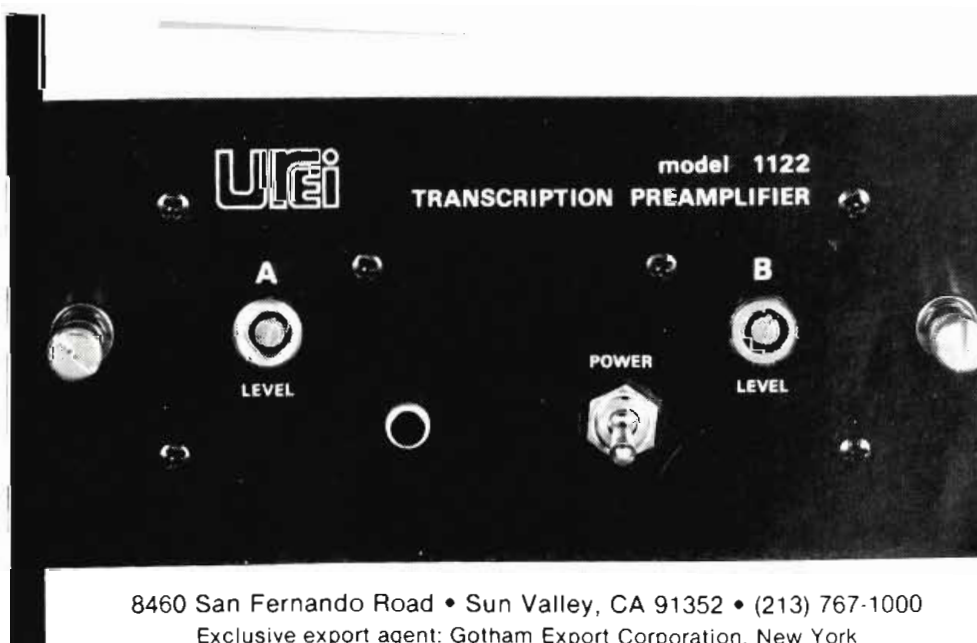 UREi
model 1122
TRANSCRIPTION PREAMPLIFIER
A
B
LEVEL
POWER
LEVEL
8460 San Fernando Road • Sun Valley, CA 91352 • (213) 767-1000
Exclusive export agent: Gotham Export Corporation, New York